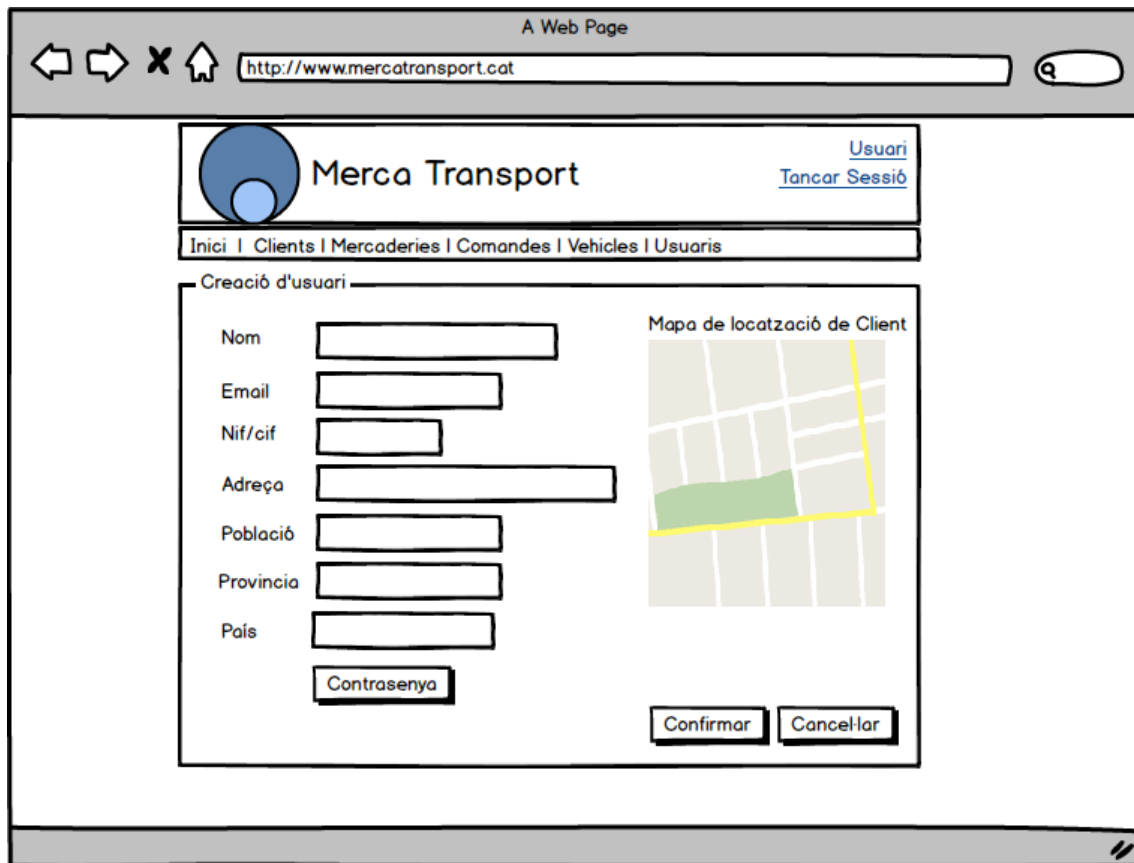 A Web Page
http://www.mercatransport.cat
Merca Transport
Usuari
Tancar Sessió
Inici | Clients | Mercaderies | Comandes | Vehicles | Usuaris
Creació d'usuari
Mapa de locatzació de Client
Nom
Email
Nif/cif
Adreça
Població
Provincia
País
Contrasenya
Confirmar
Cancel·lar